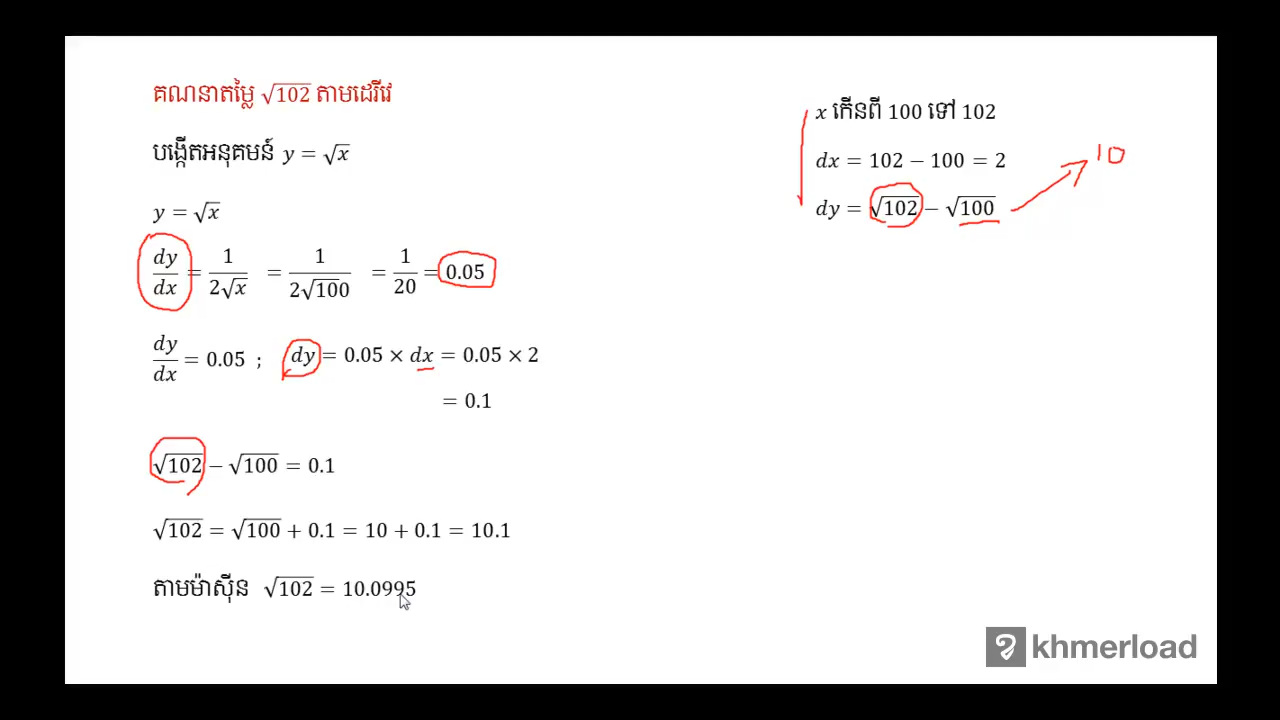 គណនាតម្លៃ √102 តាមដេរីវេ
បង្កើតអនុគមន៍ y = √x
y = √x
dy/dx = 1/(2√x) = 1/(2√100) = 1/20 = 0.05
dy/dx = 0.05 ; dy = 0.05 × dx = 0.05 × 2
= 0.1
√102 − √100 = 0.1
√102 = √100 + 0.1 = 10 + 0.1 = 10.1
តាមម៉ាស៊ីន √102 = 10.0995
x កើនពី 100 ទៅ 102
dx = 102 − 100 = 2
dy = √102 − √100
10
khmerload